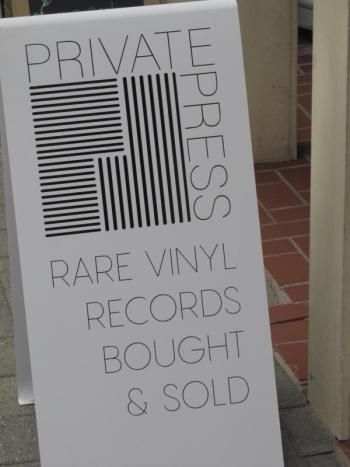 PRIVATE
PRESS
RARE VINYL
RECORDS
BOUGHT
& SOLD